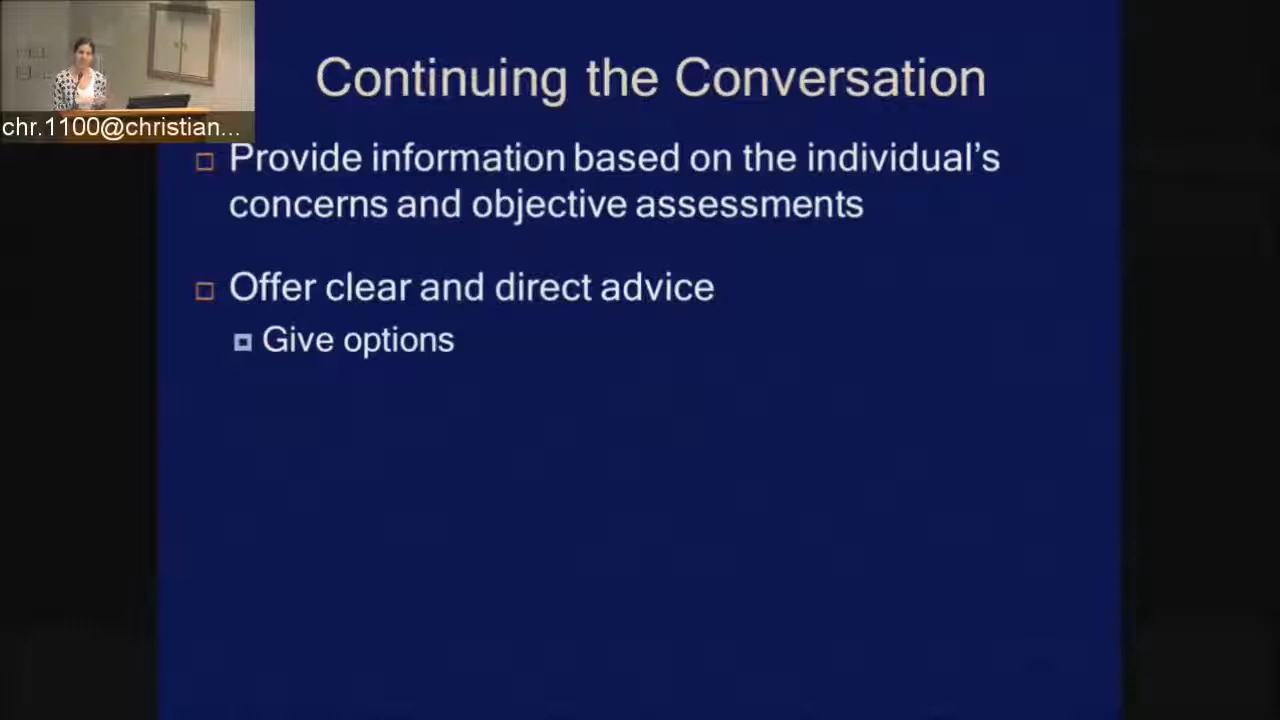 Continuing the Conversation
chr.1100@christian...
Provide information based on the individual’s
concerns and objective assessments
Offer clear and direct advice
Give options